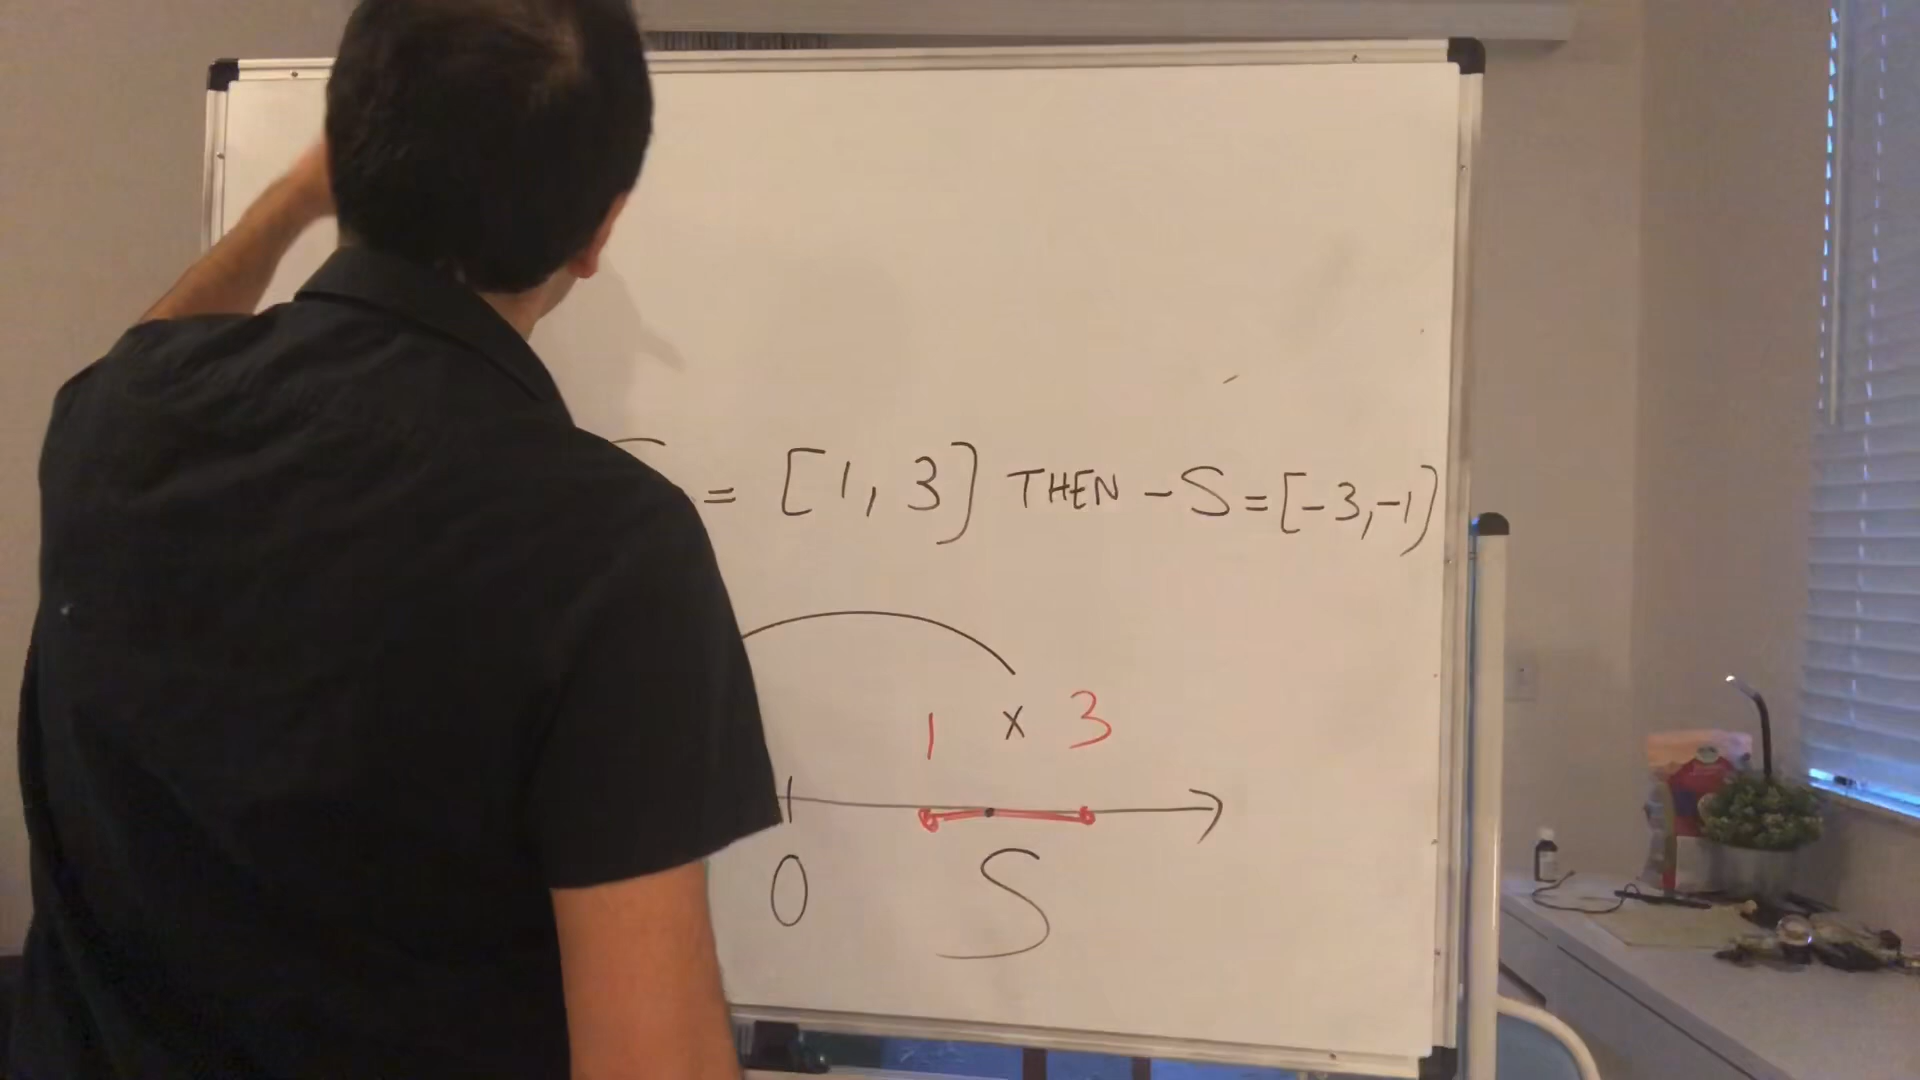 = [1, 3] THEN -S=[-3,-1]
1 x 3
0 S